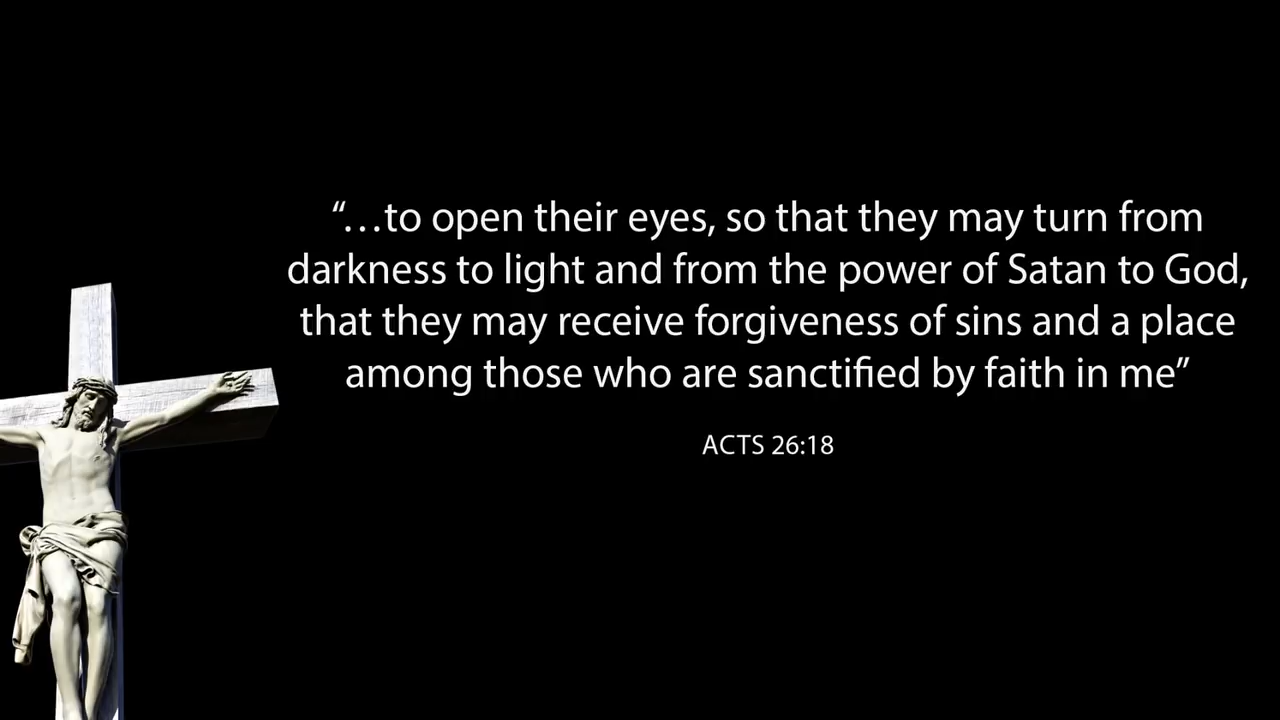 “…to open their eyes, so that they may turn from
darkness to light and from the power of Satan to God,
that they may receive forgiveness of sins and a place
among those who are sanctified by faith in me”
ACTS 26:18